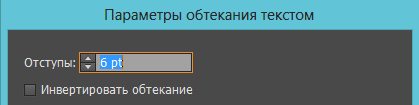 Параметры обтекания текстом
Отступы: 6 pt
Инвертировать обтекание